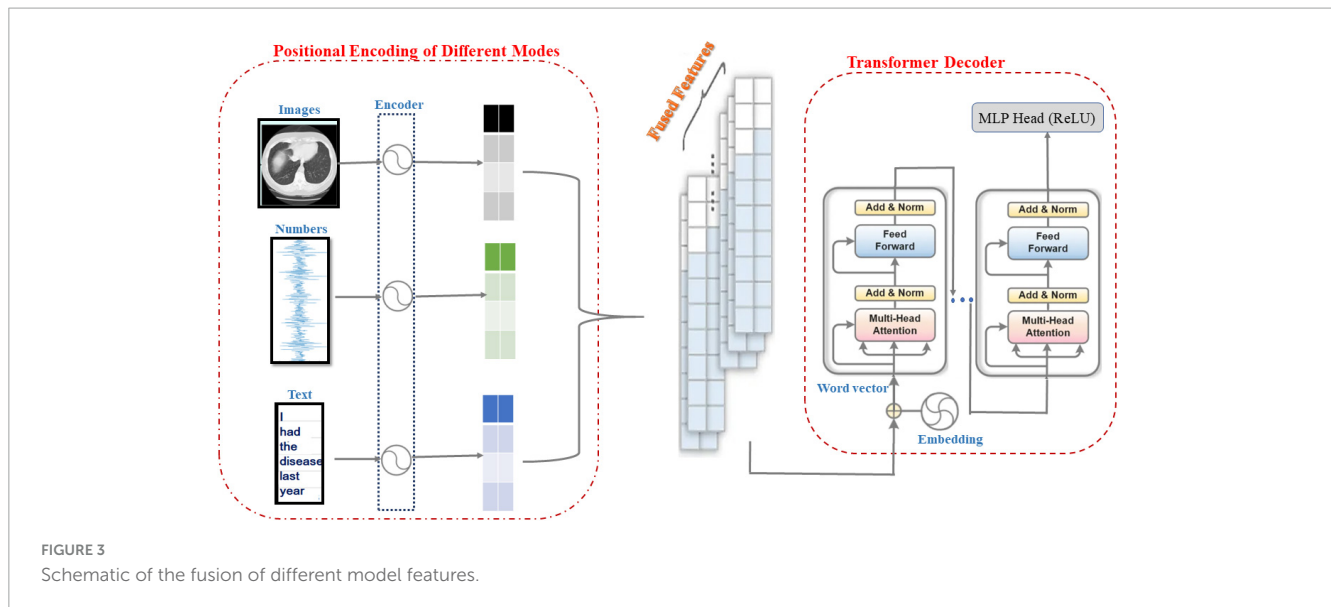 Positional Encoding of Different Modes
Images
Encoder
Numbers
Text
I
had
the
disease
last
year
Fused Features
Transformer Decoder
MLP Head (ReLU)
Add & Norm
Feed
Forward
Add & Norm
Multi-Head
Attention
Add & Norm
Feed
Forward
Add & Norm
Multi-Head
Attention
Word vector
Embedding
FIGURE 3
Schematic of the fusion of different model features.